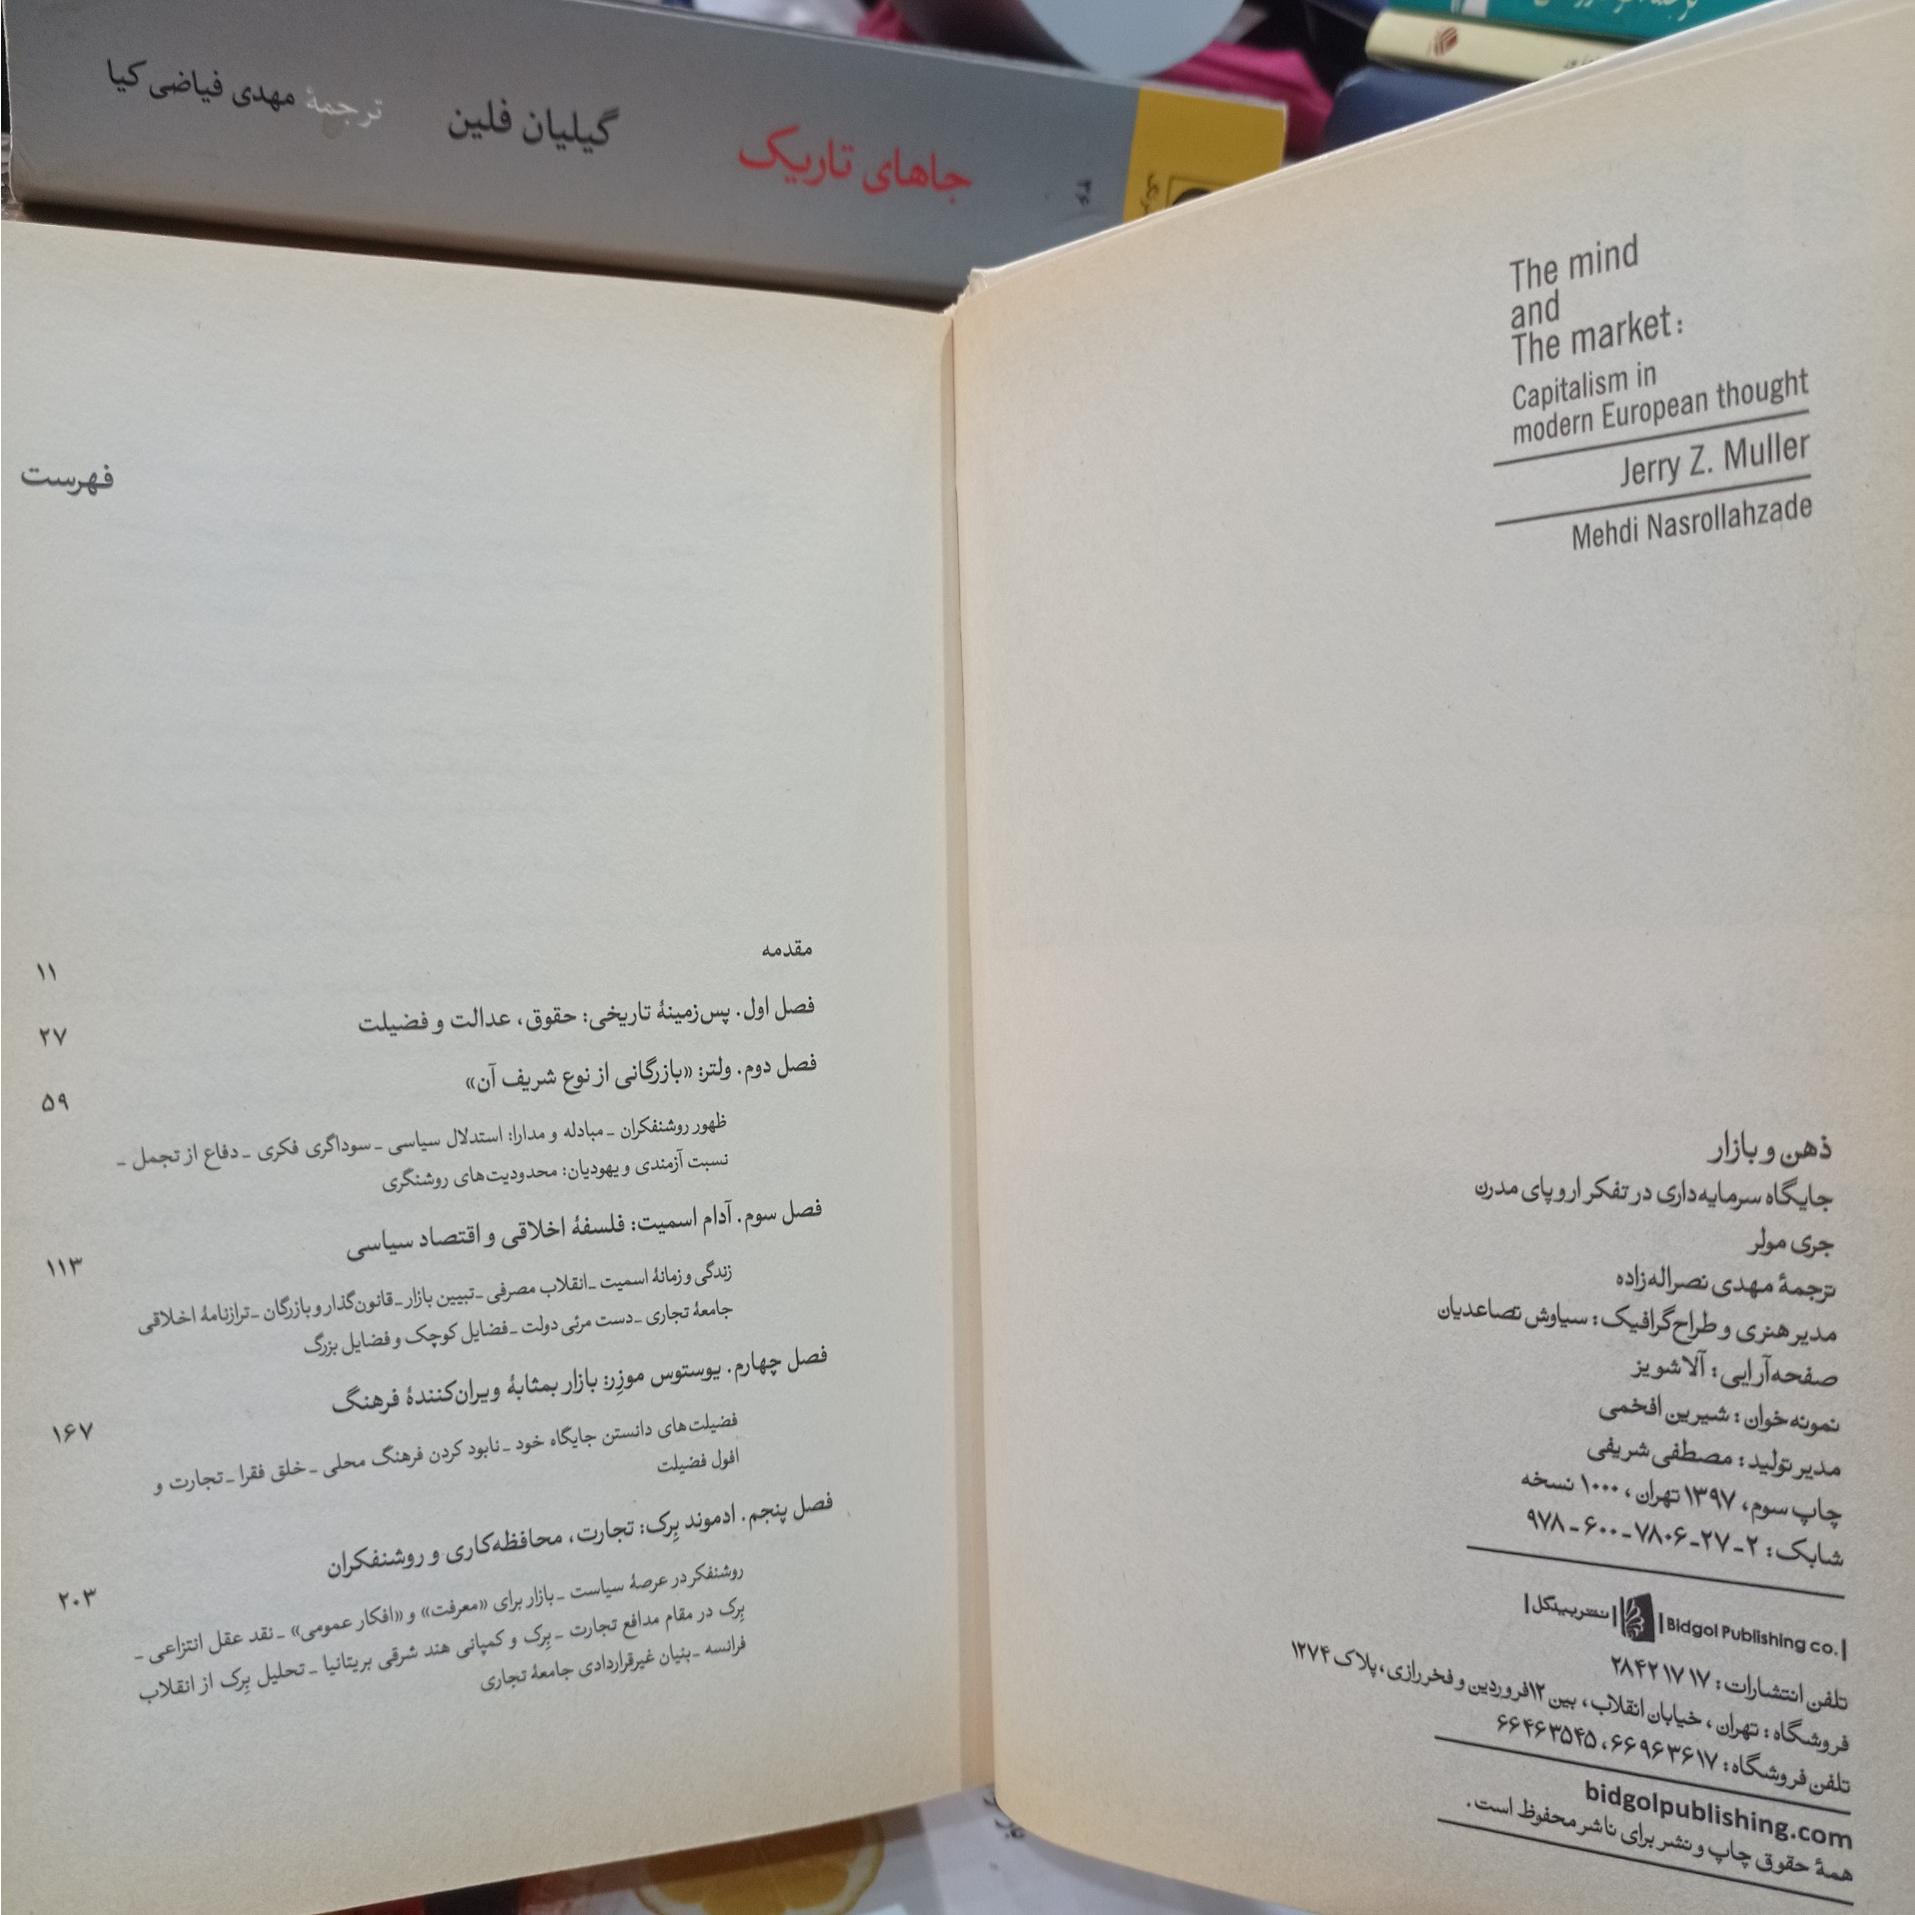 جاهای تاریک
گیلیان فلین
ترجمهٔ مهدی فیاضی‌کیا
The mind
and
The market:
Capitalism in
modern European thought
Jerry Z. Muller
Mehdi Nasrollahzade
ذهن و بازار
جایگاه سرمایه‌داری در تفکر اروپای مدرن
جری مولر
ترجمهٔ مهدی نصراله‌زاده
مدیر هنری و طراح گرافیک: سیاوش تصاعدیان
صفحه‌آرایی: آلا شویز
نمونه‌خوان: شیرین افخمی
مدیر تولید: مصطفی شریفی
چاپ سوم، ۱۳۹۷ تهران، ۱۰۰۰ نسخه
شابک: ۲-۲۷-۷۸۰۶-۶۰۰-۹۷۸
|نشر بیدگل| |Bidgol Publishing co.|
تلفن انتشارات: ۲۸۴۲۱۷۱۷
فروشگاه: تهران، خیابان انقلاب، بین ۱۲فروردین و فخر رازی، پلاک ۱۲۷۴
تلفن فروشگاه: ۶۶۹۶۳۶۱۷، ۶۶۴۶۳۵۴۵
bidgolpublishing.com
همهٔ حقوق چاپ و نشر برای ناشر محفوظ است.
فهرست
مقدمه ۱۱
فصل اول. پس‌زمینهٔ تاریخی: حقوق، عدالت و فضیلت ۲۷
فصل دوم. ولتر: «بازرگانی از نوع شریف آن» ۵۹
ظهور روشنفکران ـ مبادله و مدارا: استدلال سیاسی ـ سوداگری فکری ـ دفاع از تجمل ـ
نسبت آزمندی و یهودیان: محدودیت‌های روشنگری
فصل سوم. آدام اسمیت: فلسفهٔ اخلاقی و اقتصاد سیاسی ۱۱۳
زندگی و زمانهٔ اسمیت ـ انقلاب مصرفی ـ تبیین بازار ـ قانون‌گذار و بازرگان ـ ترازنامهٔ اخلاقی
جامعهٔ تجاری ـ دست مرئی دولت ـ فضایل کوچک و فضایل بزرگ
فصل چهارم. یوستوس موزِر: بازار بمثابهٔ ویران‌کنندهٔ فرهنگ ۱۶۷
فضیلت‌های دانستن جایگاه خود ـ نابود کردن فرهنگ محلی ـ خلق فقرا ـ تجارت و
افول فضیلت
فصل پنجم. ادموند بِرک: تجارت، محافظه‌کاری و روشنفکران ۲۰۳
روشنفکر در عرصهٔ سیاست ـ بازار برای «معرفت» و «افکار عمومی» ـ نقد عقل انتزاعی ـ
بِرک در مقام مدافع تجارت ـ بِرک و کمپانی هند شرقی بریتانیا ـ تحلیل بِرک از انقلاب
فرانسه ـ بنیان غیرقراردادی جامعهٔ تجاری